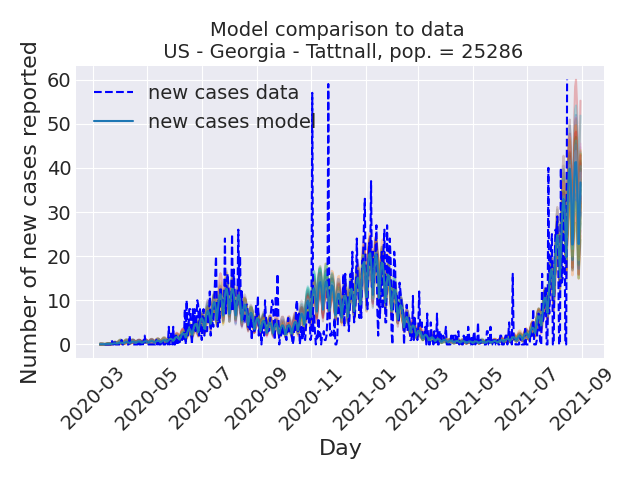 Model comparison to data
US - Georgia - Tattnall, pop. = 25286
Number of new cases reported
60
50
40
30
20
10
0
new cases data
new cases model
2020-03
2020-05
2020-07
2020-09
2020-11
2021-01
2021-03
2021-05
2021-07
2021-09
Day